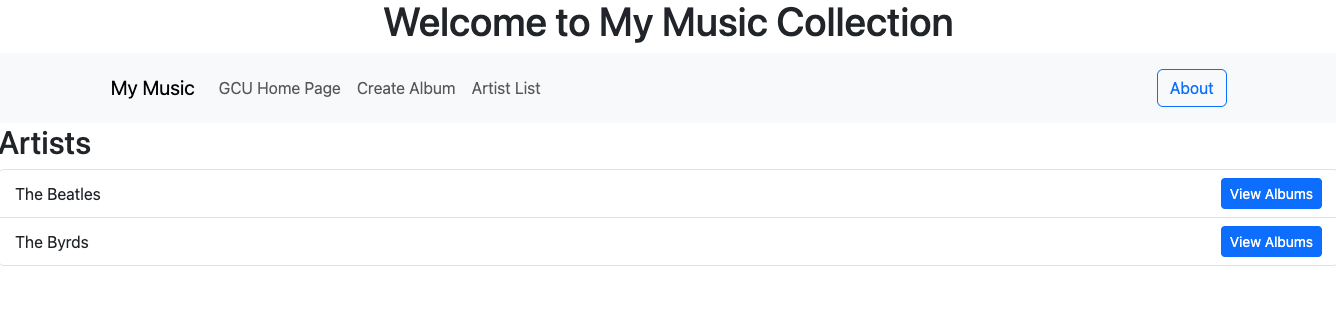 Welcome to My Music Collection
My Music GCU Home Page Create Album Artist List About
Artists
The Beatles View Albums
The Byrds View Albums